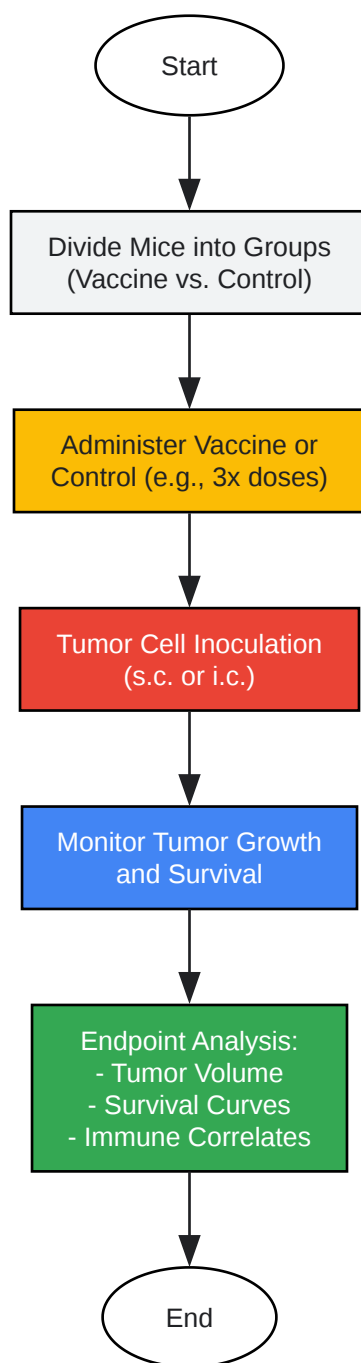 Start
Divide Mice into Groups
(Vaccine vs. Control)
Administer Vaccine or
Control (e.g., 3x doses)
Tumor Cell Inoculation
(s.c. or i.c.)
Monitor Tumor Growth
and Survival
Endpoint Analysis:
- Tumor Volume
- Survival Curves
- Immune Correlates
End